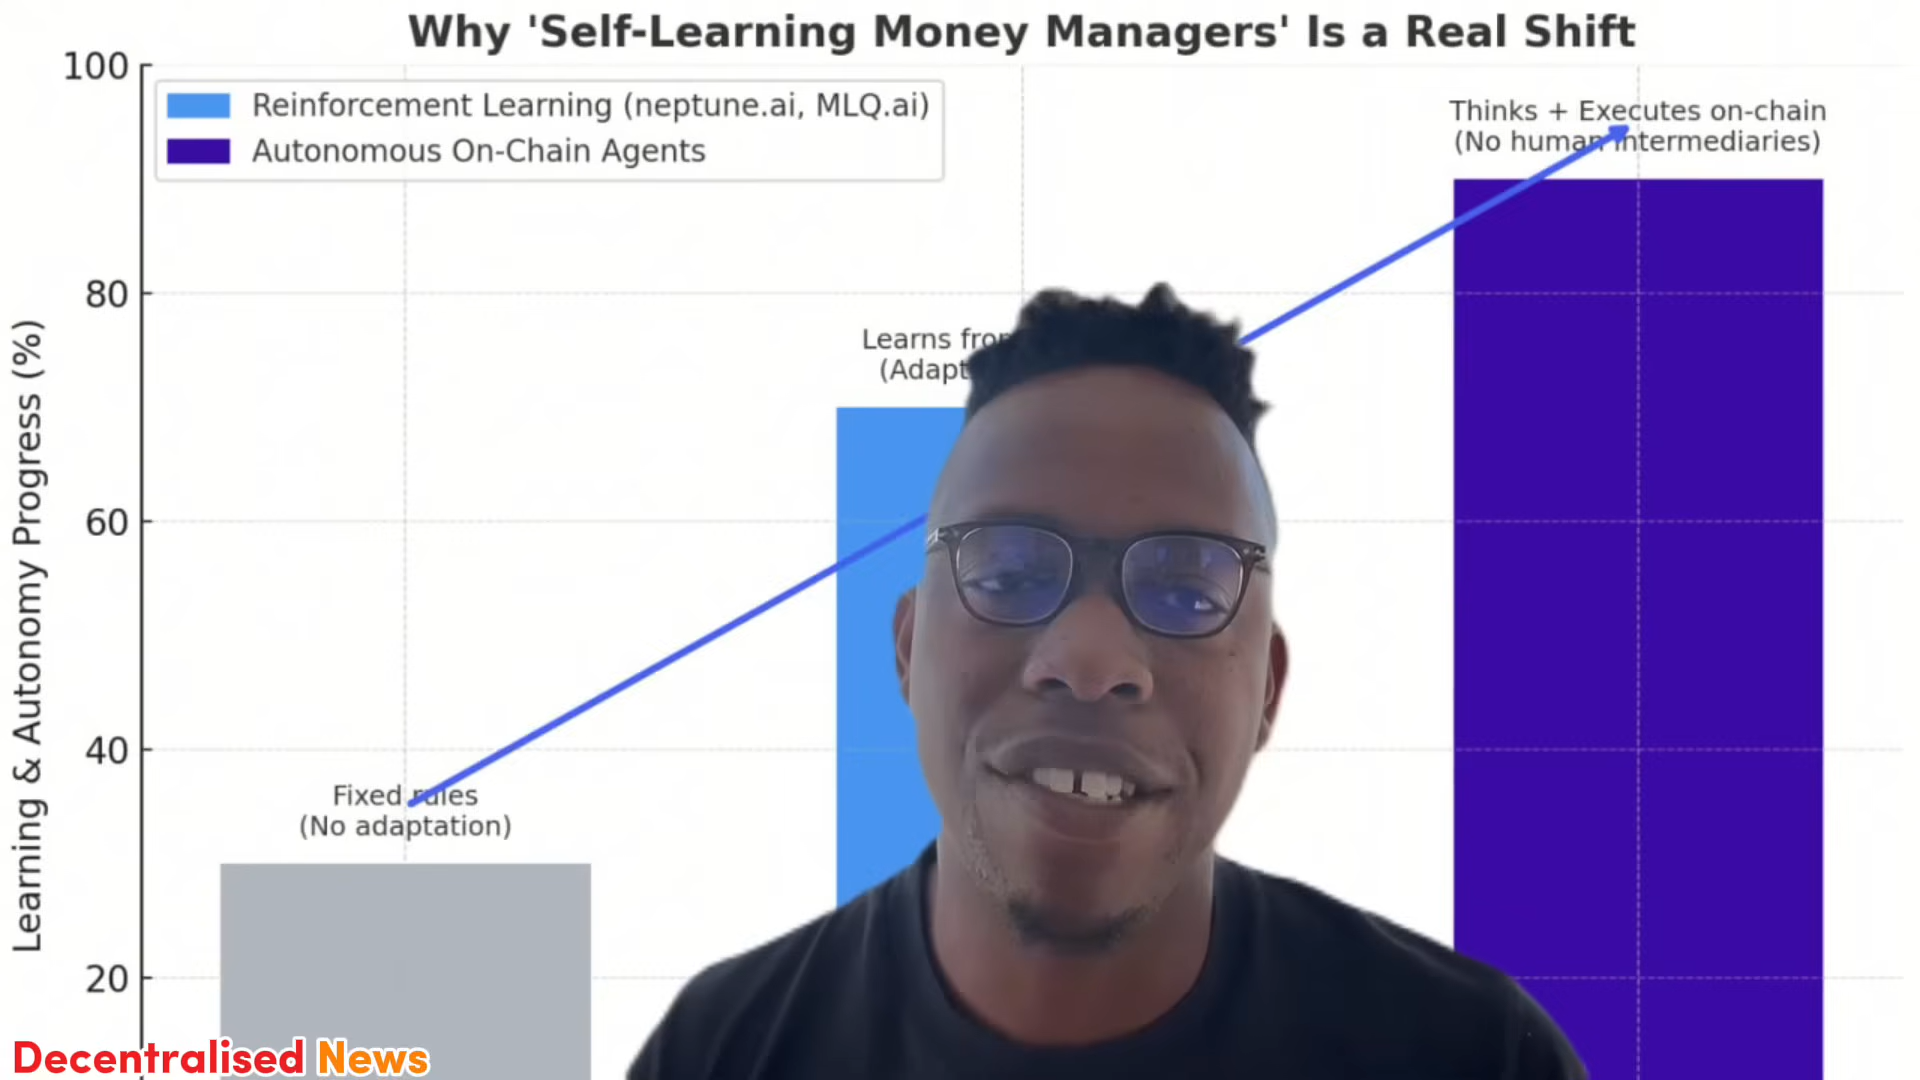 Why 'Self-Learning Money Managers' Is a Real Shift
Reinforcement Learning (neptune.ai, MLQ.ai)
Autonomous On-Chain Agents
Thinks + Executes on-chain
(No human intermediaries)
Learns
Fixed rules
(No adaptation)
Learning & Autonomy Progress (%)
100
80
60
40
20
Decentralised News